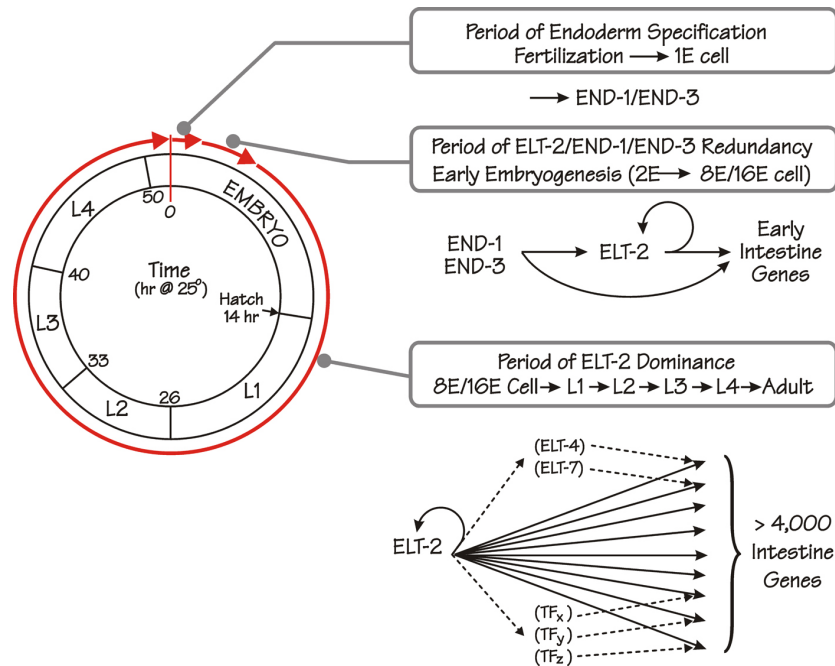 Period of Endoderm Specification
Fertilization → 1E cell
→ END-1/END-3
Period of ELT-2/END-1/END-3 Redundancy
Early Embryogenesis (2E → 8E/16E cell)
END-1
END-3
ELT-2
Early
Intestine
Genes
EMBRYO
L4
50
0
40
Time
(hr @ 25°)
Hatch
14 hr
L3
33
L2
26
L1
Period of ELT-2 Dominance
8E/16E Cell→ L1→ L2→ L3→ L4→Adult
(ELT-4)
(ELT-7)
ELT-2
> 4,000
Intestine
Genes
(TFx)
(TFy)
(TFz)